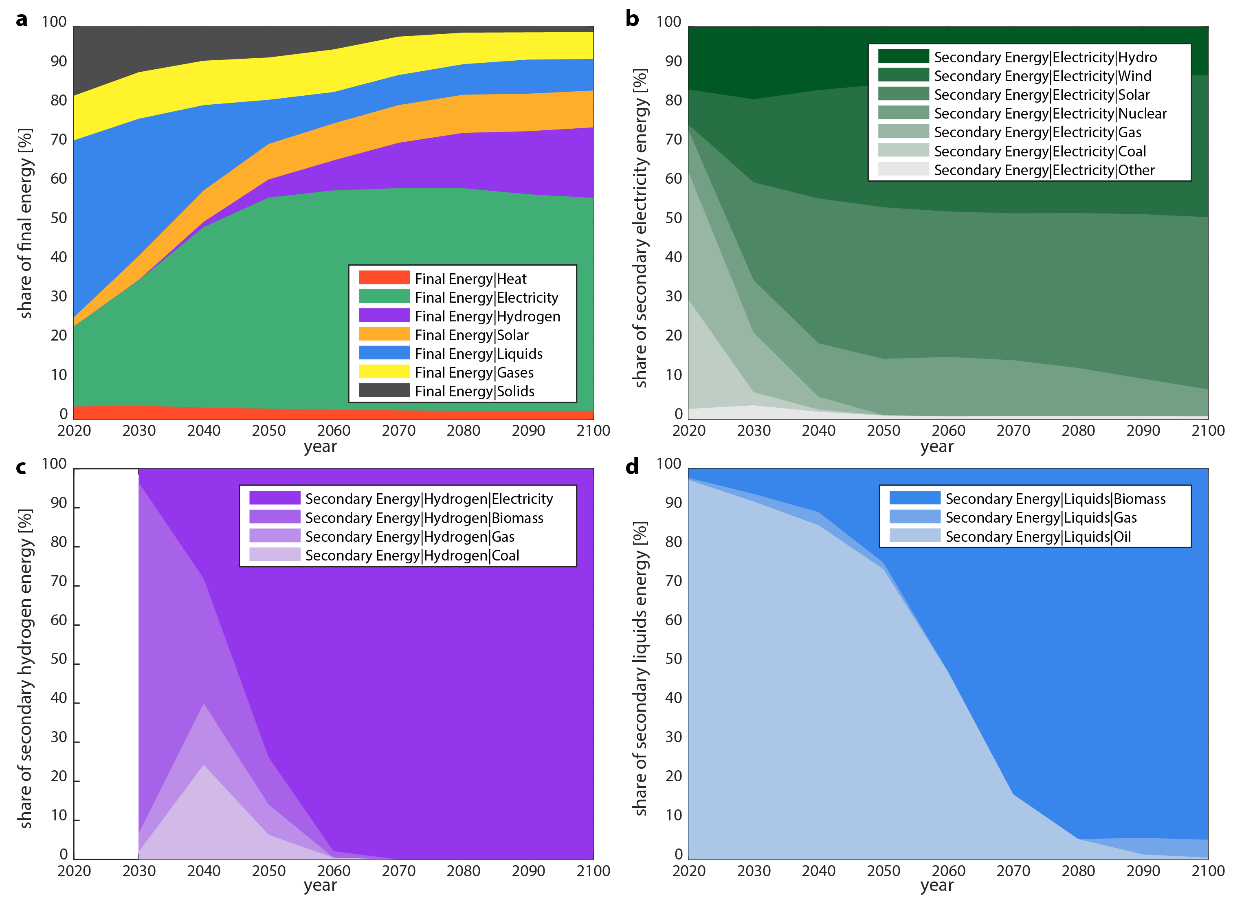 a
100
90
80
70
60
50
40
30
20
10
0
share of final energy [%]
Final Energy|Heat
Final Energy|Electricity
Final Energy|Hydrogen
Final Energy|Solar
Final Energy|Liquids
Final Energy|Gases
Final Energy|Solids
2020 2030 2040 2050 2060 2070 2080 2090 2100
year
b
100
90
80
70
60
50
40
30
20
10
0
share of secondary electricity energy [%]
Secondary Energy|Electricity|Hydro
Secondary Energy|Electricity|Wind
Secondary Energy|Electricity|Solar
Secondary Energy|Electricity|Nuclear
Secondary Energy|Electricity|Gas
Secondary Energy|Electricity|Coal
Secondary Energy|Electricity|Other
2020 2030 2040 2050 2060 2070 2080 2090 2100
year
c
100
90
80
70
60
50
40
30
20
10
0
share of secondary hydrogen energy [%]
Secondary Energy|Hydrogen|Electricity
Secondary Energy|Hydrogen|Biomass
Secondary Energy|Hydrogen|Gas
Secondary Energy|Hydrogen|Coal
2020 2030 2040 2050 2060 2070 2080 2090 2100
year
d
100
90
80
70
60
50
40
30
20
10
0
share of secondary liquids energy [%]
Secondary Energy|Liquids|Biomass
Secondary Energy|Liquids|Gas
Secondary Energy|Liquids|Oil
2020 2030 2040 2050 2060 2070 2080 2090 2100
year